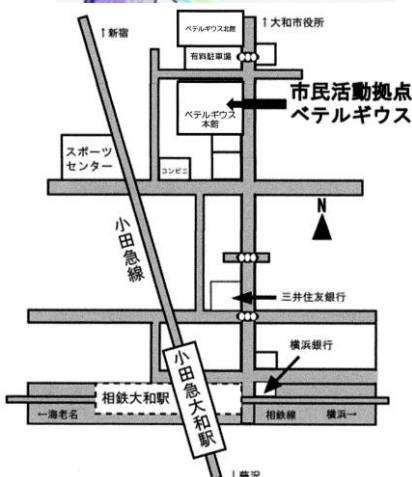 ↑新宿
ベテルギウス北館
↑大和市役所
有料駐車場
市民活動拠点
ベテルギウス
ベテルギウス
本館
スポーツ
センター
コンビニ
N
小田急線
三井住友銀行
横浜銀行
小田急大和駅
相鉄大和駅
←海老名
相鉄線
横浜→
↓藤沢